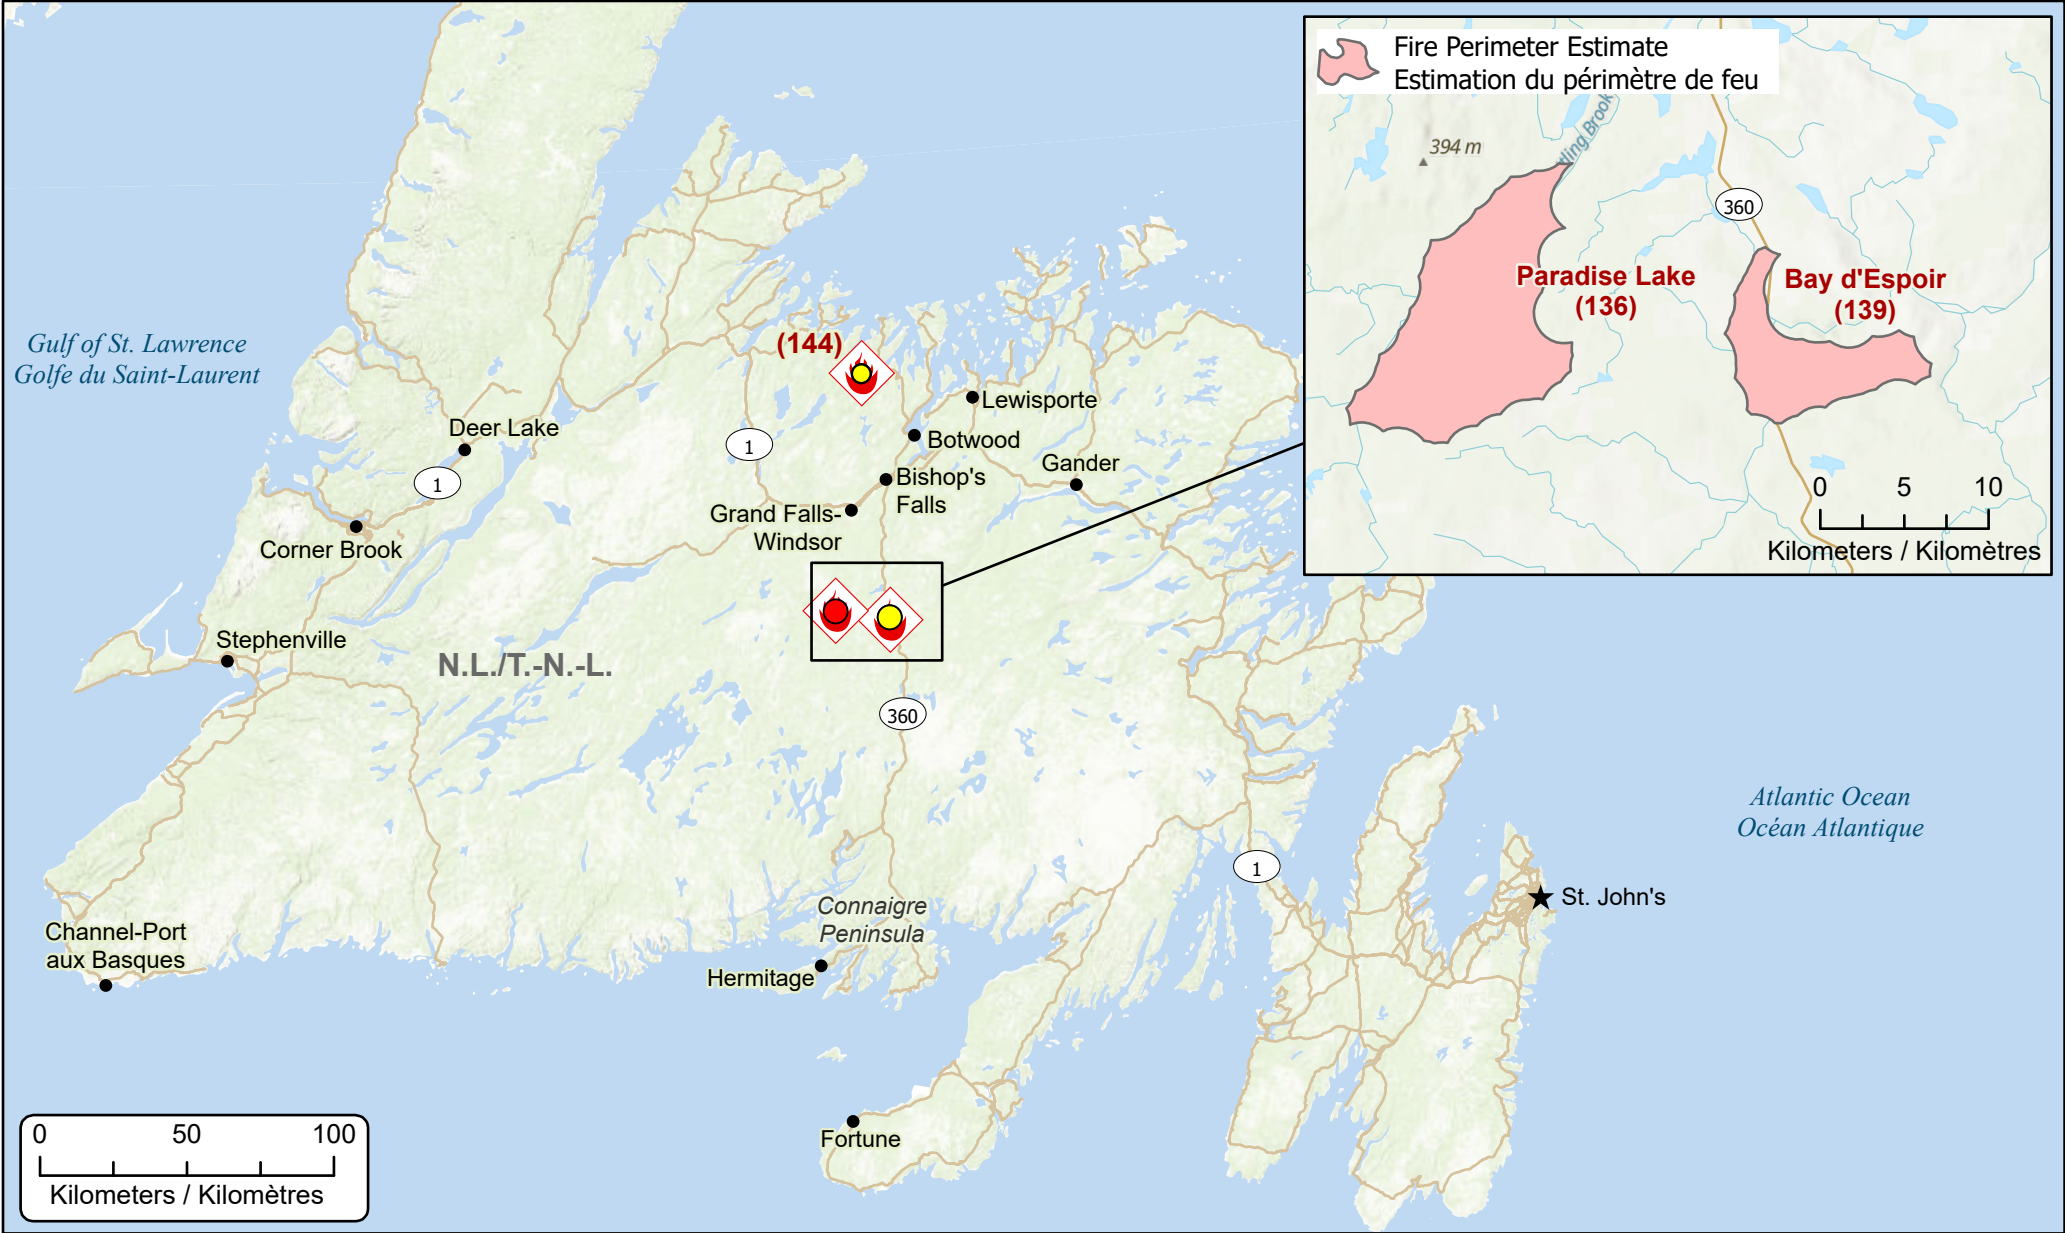 Fire Perimeter Estimate
Estimation du périmètre de feu
394 m
360
Paradise Lake
(136)
Bay d'Espoir
(139)
0 5 10
Kilometers / Kilomètres
Gulf of St. Lawrence
Golfe du Saint-Laurent
(144)
Lewisporte
Deer Lake
Botwood
1
1
Gander
Bishop's
Falls
Grand Falls-
Windsor
Corner Brook
Stephenville
N.L./T.-N.-L.
360
Atlantic Ocean
Océan Atlantique
1
St. John's
Connaigre
Peninsula
Channel-Port
aux Basques
Hermitage
Fortune
0 50 100
Kilometers / Kilomètres